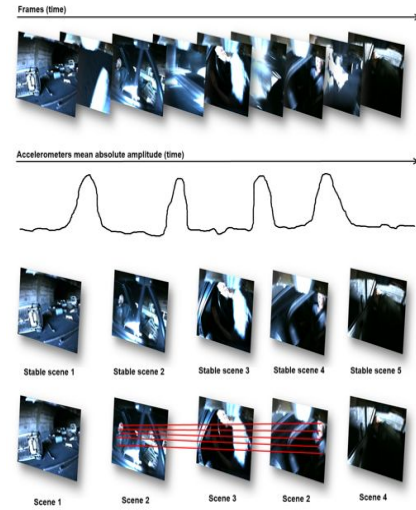 Frames (time)
Accelerometers mean absolute amplitude (time)
Stable scene 1
Stable scene 2
Stable scene 3
Stable scene 4
Stable scene 5
Scene 1
Scene 2
Scene 3
Scene 2
Scene 4